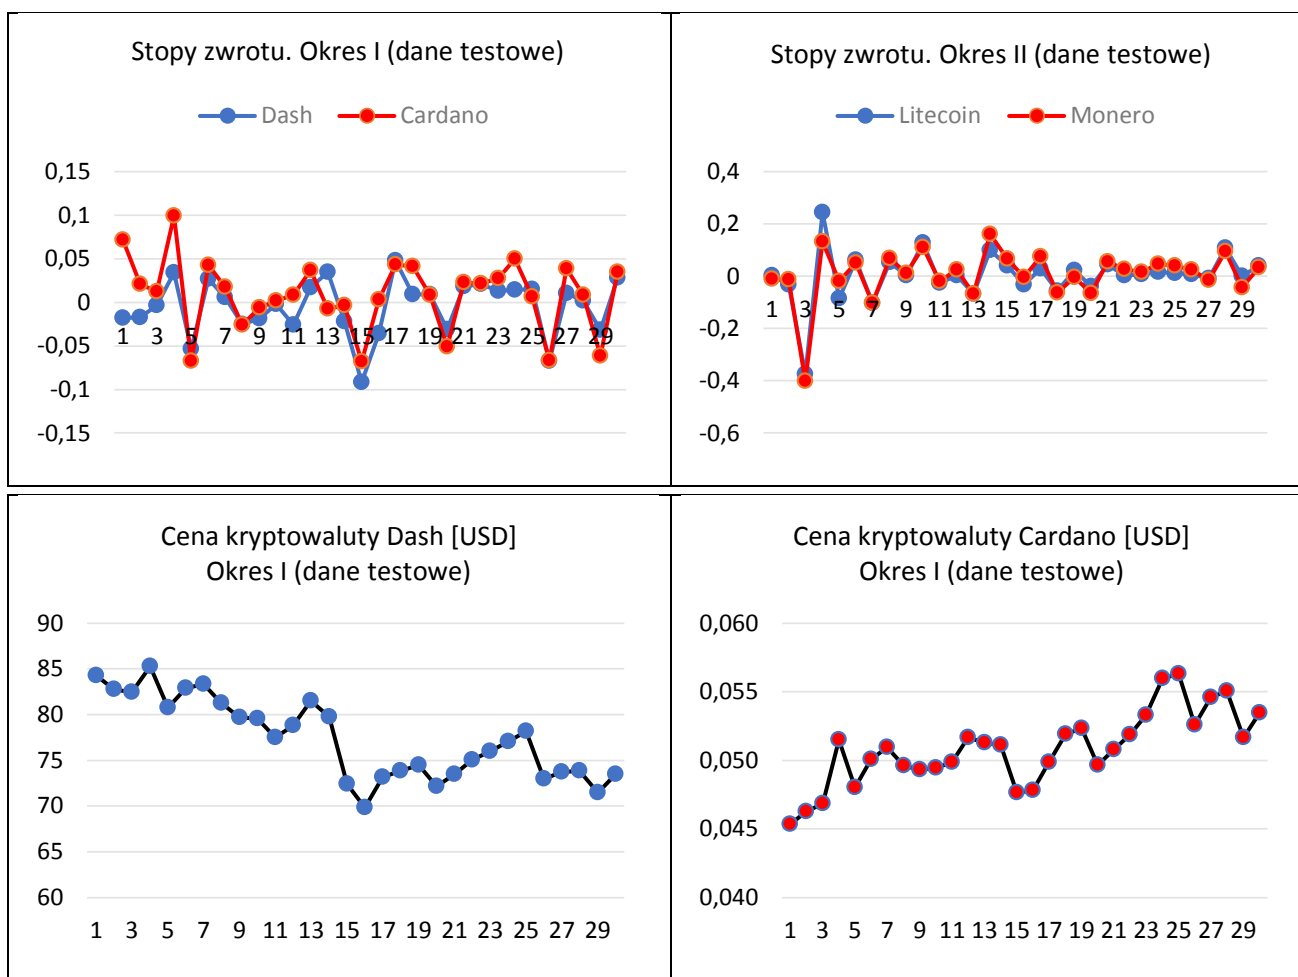 Stopy zwrotu. Okres I (dane testowe)
Dash Cardano
0,15
0,1
0,05
0
-0,05
-0,1
-0,15
1 3 5 7 9 11 13 15 17 19 21 23 25 27 29
Stopy zwrotu. Okres II (dane testowe)
Litecoin Monero
0,4
0,2
0
-0,2
-0,4
-0,6
1 3 5 7 9 11 13 15 17 19 21 23 25 27 29
Cena kryptowaluty Dash [USD]
Okres I (dane testowe)
90
85
80
75
70
65
60
1 3 5 7 9 11 13 15 17 19 21 23 25 27 29
Cena kryptowaluty Cardano [USD]
Okres I (dane testowe)
0,060
0,055
0,050
0,045
0,040
1 3 5 7 9 11 13 15 17 19 21 23 25 27 29